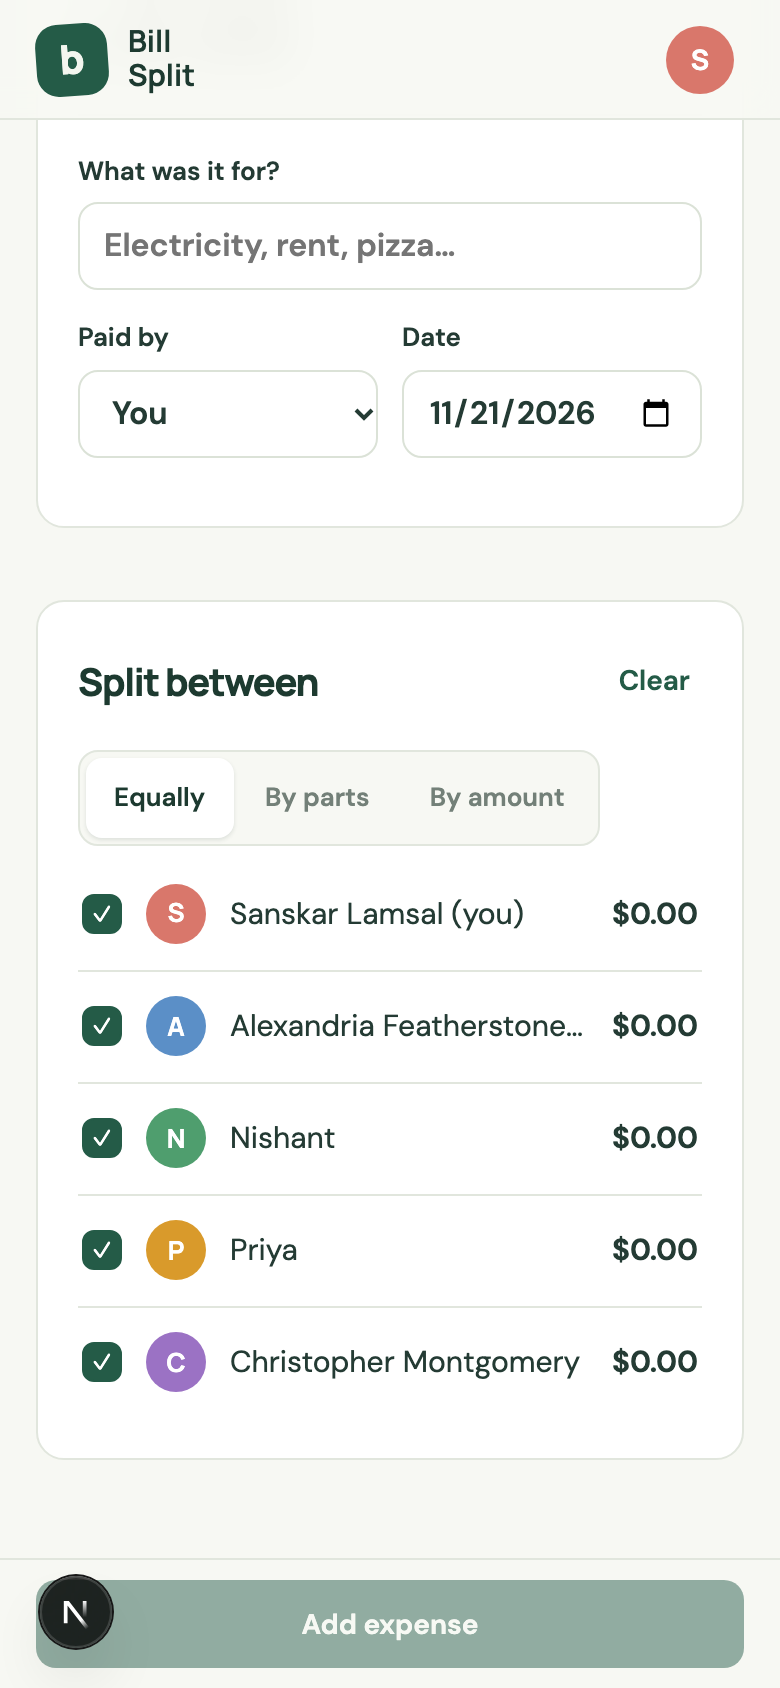 b
Bill
Split
S
What was it for?
Electricity, rent, pizza…
Paid by
Date
You
11/21/2026
Split between
Clear
Equally
By parts
By amount
S Sanskar Lamsal (you) $0.00
A Alexandria Featherstone… $0.00
N Nishant $0.00
P Priya $0.00
C Christopher Montgomery $0.00
N
Add expense